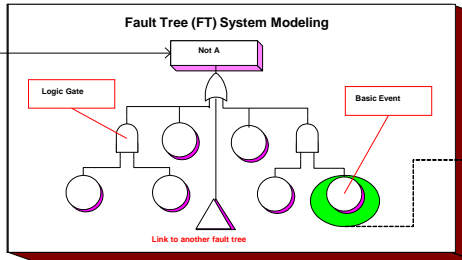 Fault Tree (FT) System Modeling
Not A
Logic Gate
Basic Event
Link to another fault tree